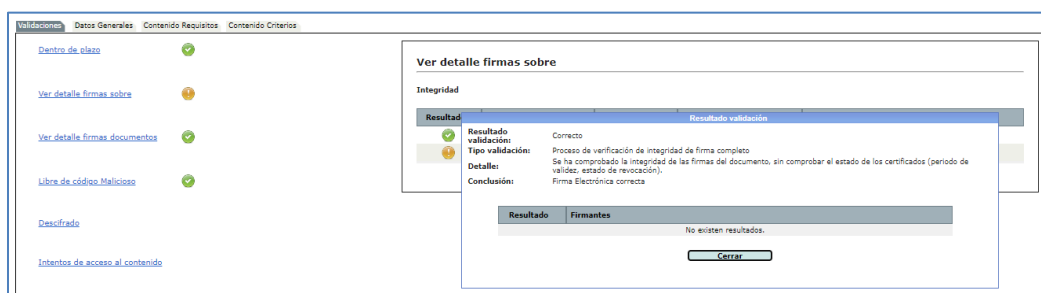 Validaciones Datos Generales Contenido Requisitos Contenido Criterios
Dentro de plazo
Ver detalle firmas sobre
Ver detalle firmas documentos
Libre de código Malicioso
Descifrado
Intentos de acceso al contenido
Ver detalle firmas sobre
Integridad
Resultado validación
Resultado validación: Correcto
Tipo validación: Proceso de verificación de integridad de firma completo
Detalle: Se ha comprobado la integridad de las firmas del documento, sin comprobar el estado de los certificados (periodo de
validez, estado de revocación).
Conclusión: Firma Electrónica correcta
Resultado Firmantes
No existen resultados.
Cerrar